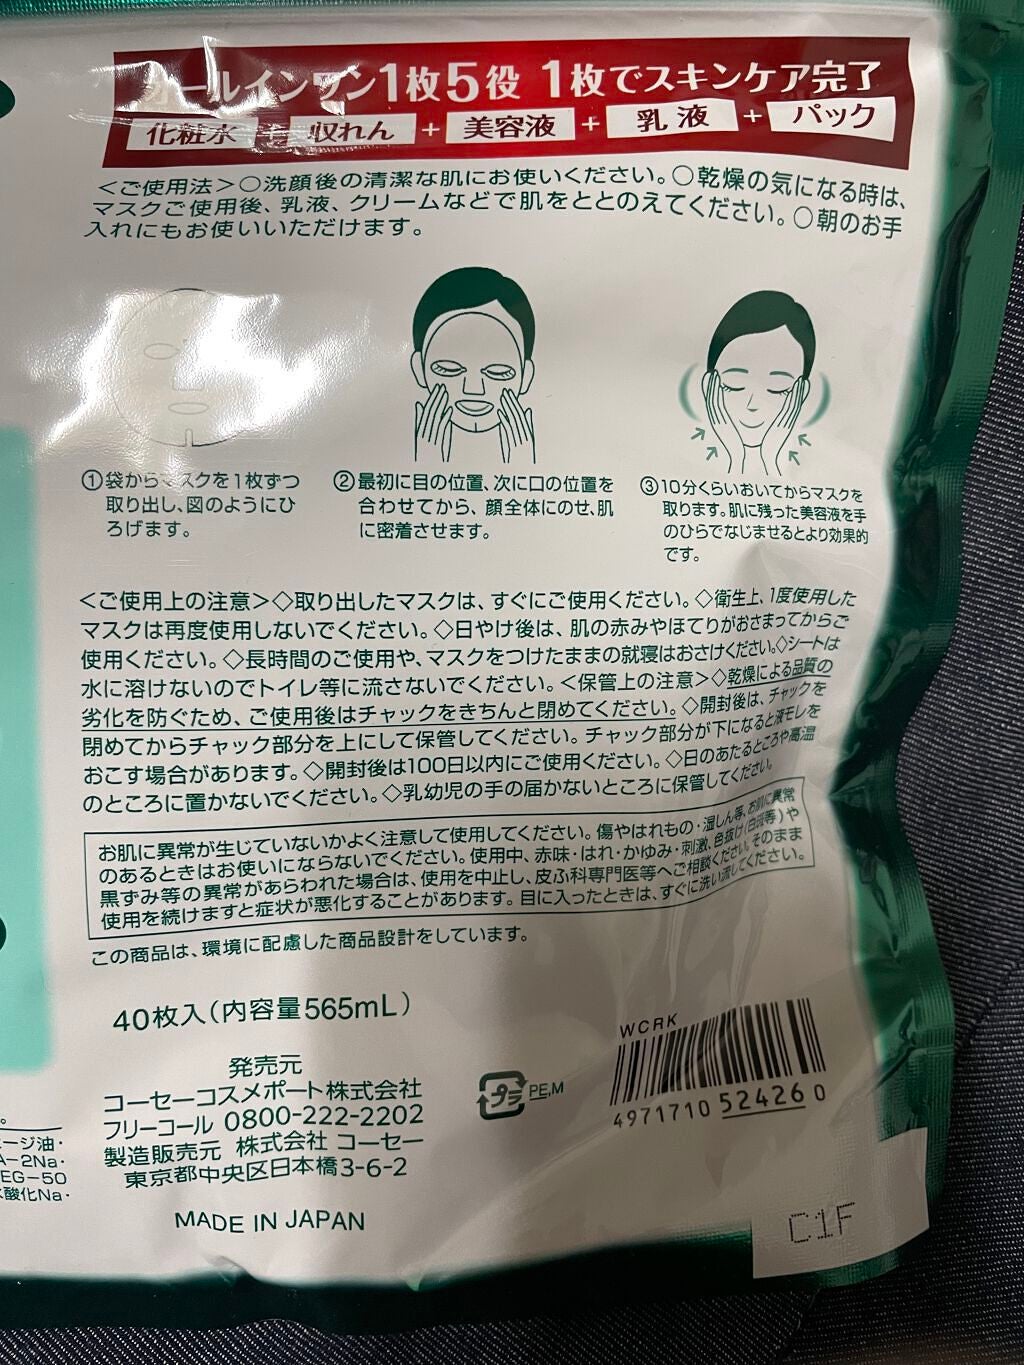 オールインワン1枚5役 1枚でスキンケア完了
化粧水 + 収れん + 美容液 + 乳液 + パック
＜ご使用法＞○洗顔後の清潔な肌にお使いください。○乾燥の気になる時は、
マスクご使用後、乳液、クリームなどで肌をととのえてください。○朝のお手
入れにもお使いいただけます。
①袋からマスクを1枚ずつ
取り出し、図のようにひ
ろげます。
②最初に目の位置、次に口の位置を
合わせてから、顔全体にのせ、肌
に密着させます。
③10分くらいおいてからマスクを
取ります。肌に残った美容液を手
のひらでなじませるとより効果的
です。
＜ご使用上の注意＞◇取り出したマスクは、すぐにご使用ください。◇衛生上、1度使用した
マスクは再度使用しないでください。◇日やけ後は、肌の赤みやほてりがおさまってからご
使用ください。◇長時間のご使用や、マスクをつけたままの就寝はおさけください。◇シートは
水に溶けないのでトイレ等に流さないでください。＜保管上の注意＞◇乾燥による品質の
劣化を防ぐため、ご使用後はチャックをきちんと閉めてください。◇開封後は、チャックを
閉めてからチャック部分を上にして保管してください。チャック部分が下になると液モレを
おこす場合があります。◇開封後は100日以内にご使用ください。◇日のあたるところや高温
のところに置かないでください。◇乳幼児の手の届かないところに保管してください。
お肌に異常が生じていないかよく注意して使用してください。傷やはれもの・湿しん等、お肌に異常
のあるときはお使いにならないでください。使用中、赤味・はれ・かゆみ・刺激、色抜け(白斑等)や
黒ずみ等の異常があらわれた場合は、使用を中止し、皮ふ科専門医等へご相談ください。そのまま
使用を続けますと症状が悪化することがあります。目に入ったときは、すぐに洗い流してください。
この商品は、環境に配慮した商品設計をしています。
40枚入(内容量565mL)
発売元
コーセーコスメポート株式会社
フリーコール 0800-222-2202
製造販売元 株式会社 コーセー
東京都中央区日本橋3-6-2
MADE IN JAPAN
プラ PE,M
WCRK
4971710 524260
C1F
ージ油・
A-2Na・
EG-50
酸化Na・